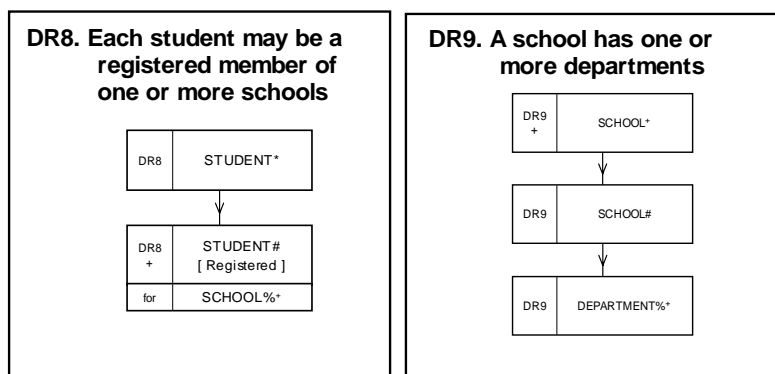 DR8. Each student may be a
registered member of
one or more schools
DR8
STUDENT*
DR8
+
STUDENT#
[ Registered ]
for
SCHOOL%+
DR9. A school has one or
more departments
DR9
+
SCHOOL+
DR9
SCHOOL#
DR9
DEPARTMENT%+